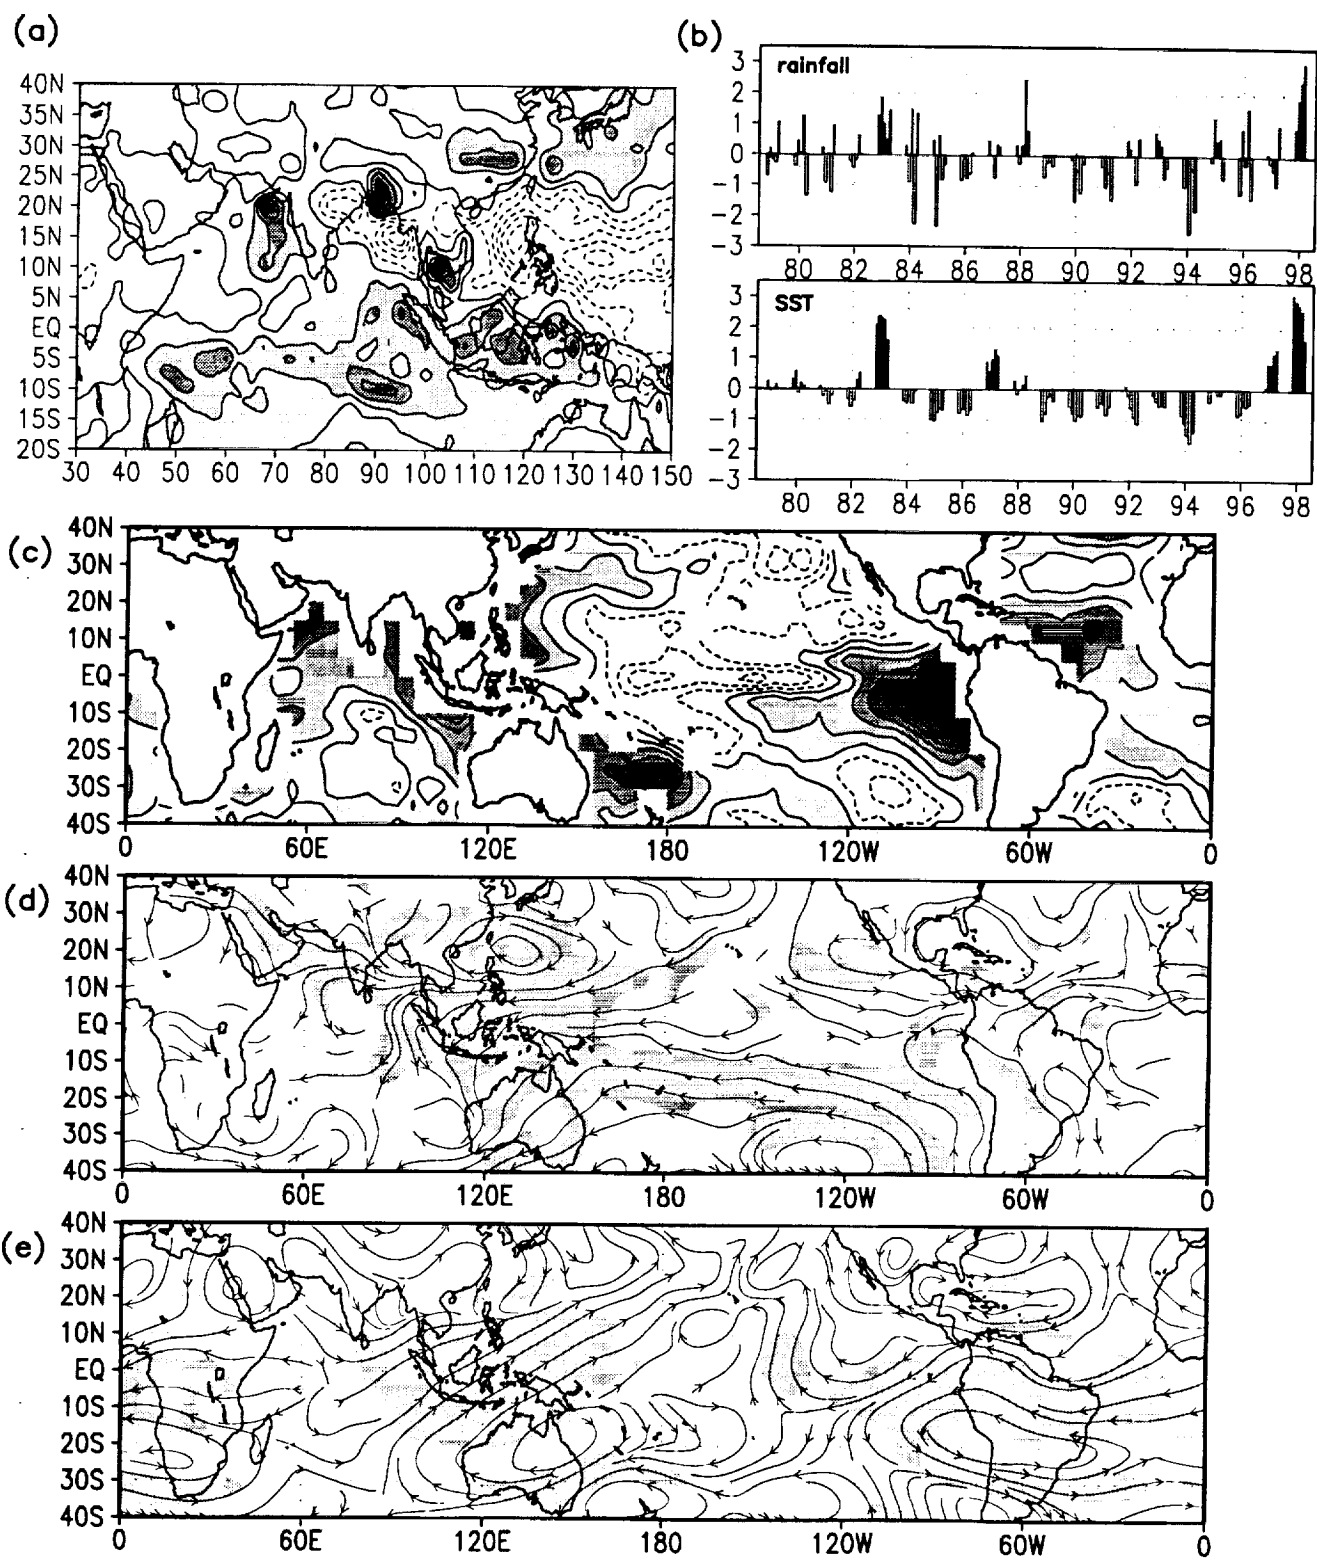 (a)
40N
35N
30N
25N
20N
15N
10N
5N
EQ
5S
10S
15S
20S
30 40 50 60 70 80 90 100 110 120 130 140 150
(b)
rainfall
3
2
1
0
-1
-2
-3
80 82 84 86 88 90 92 94 96 98
SST
3
2
1
0
-1
-2
-3
80 82 84 86 88 90 92 94 96 98
(c)
40N
30N
20N
10N
EQ
10S
20S
30S
40S
0 60E 120E 180 120W 60W 0
(d)
40N
30N
20N
10N
EQ
10S
20S
30S
40S
0 60E 120E 180 120W 60W 0
(e)
40N
30N
20N
10N
EQ
10S
20S
30S
40S
0 60E 120E 180 120W 60W 0